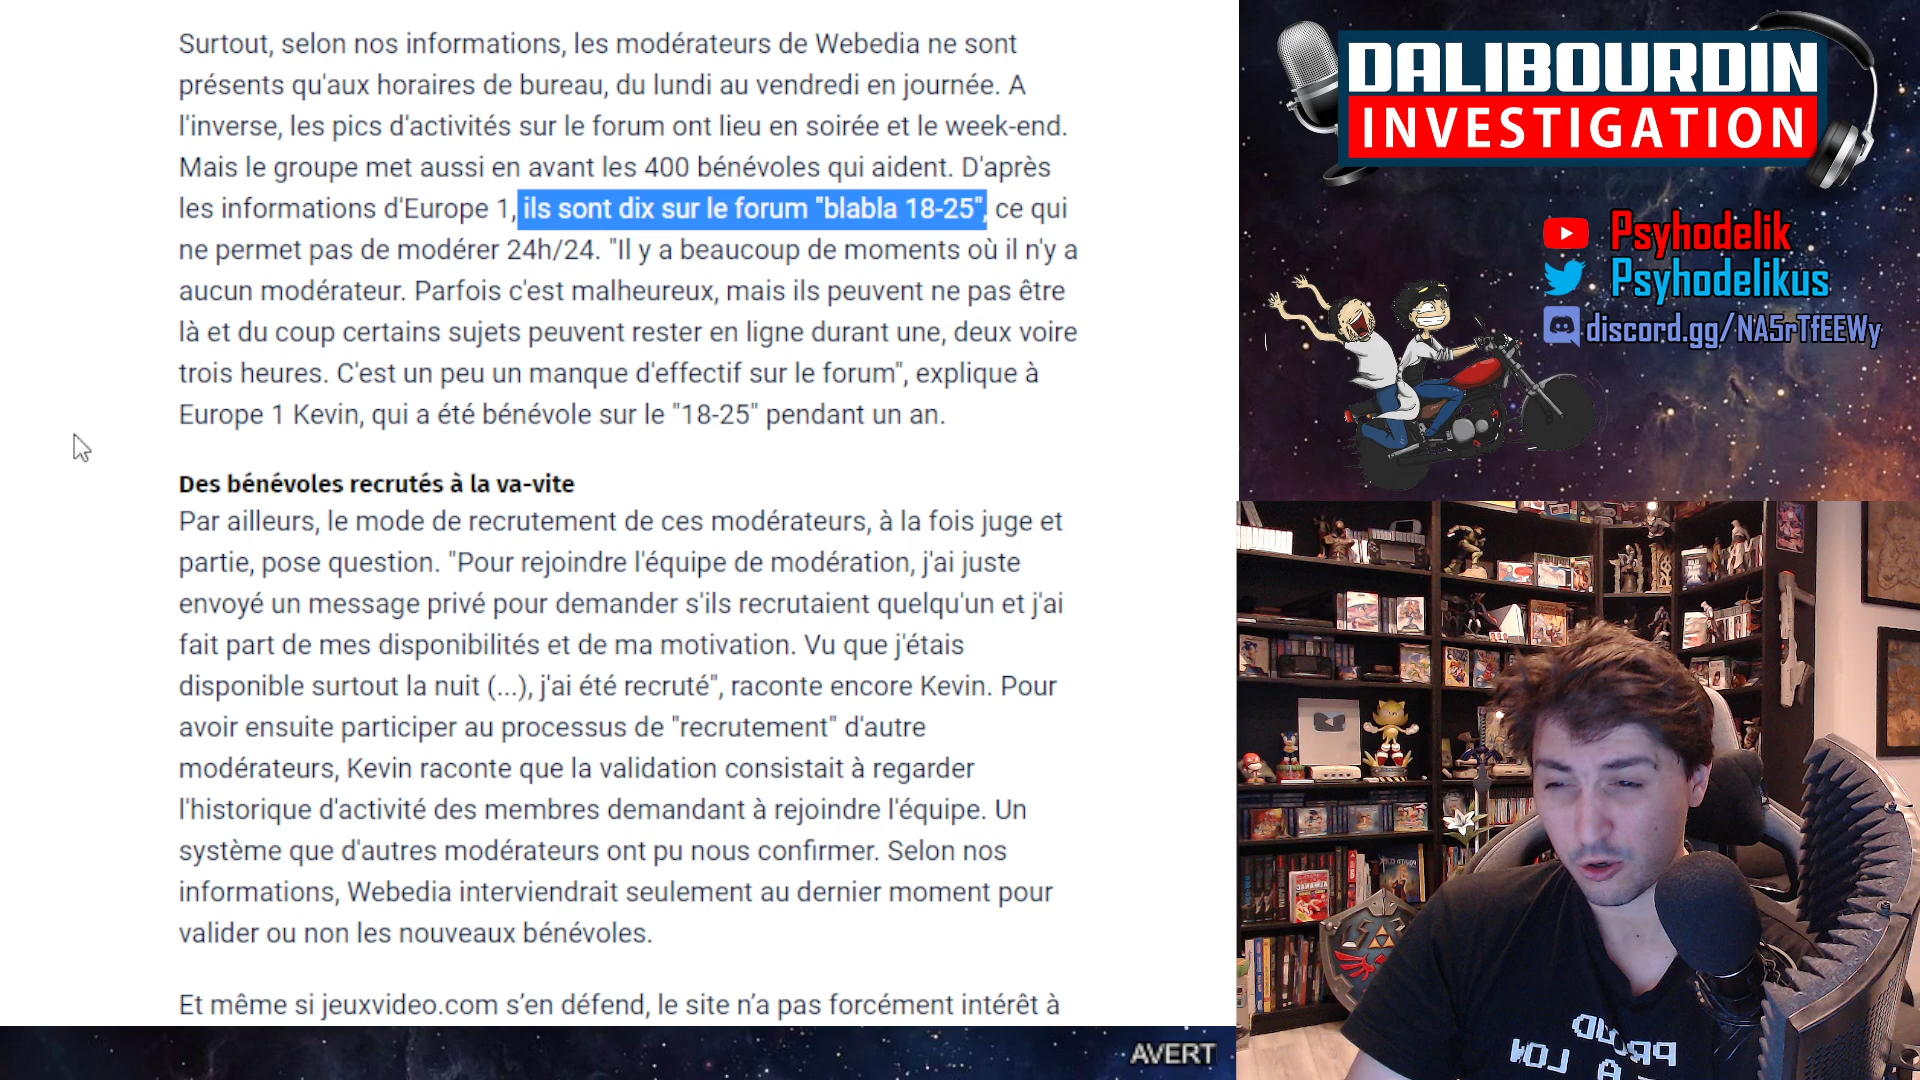 Surtout, selon nos informations, les modérateurs de Webedia ne sont
présents qu'aux horaires de bureau, du lundi au vendredi en journée. A
l'inverse, les pics d'activités sur le forum ont lieu en soirée et le week-end.
Mais le groupe met aussi en avant les 400 bénévoles qui aident. D'après
les informations d'Europe 1, ils sont dix sur le forum "blabla 18-25", ce qui
ne permet pas de modérer 24h/24. "Il y a beaucoup de moments où il n'y a
aucun modérateur. Parfois c'est malheureux, mais ils peuvent ne pas être
là et du coup certains sujets peuvent rester en ligne durant une, deux voire
trois heures. C'est un peu un manque d'effectif sur le forum", explique à
Europe 1 Kevin, qui a été bénévole sur le "18-25" pendant un an.
Des bénévoles recrutés à la va-vite
Par ailleurs, le mode de recrutement de ces modérateurs, à la fois juge et
partie, pose question. "Pour rejoindre l'équipe de modération, j'ai juste
envoyé un message privé pour demander s'ils recrutaient quelqu'un et j'ai
fait part de mes disponibilités et de ma motivation. Vu que j'étais
disponible surtout la nuit (...), j'ai été recruté", raconte encore Kevin. Pour
avoir ensuite participer au processus de "recrutement" d'autre
modérateurs, Kevin raconte que la validation consistait à regarder
l'historique d'activité des membres demandant à rejoindre l'équipe. Un
système que d'autres modérateurs ont pu nous confirmer. Selon nos
informations, Webedia interviendrait seulement au dernier moment pour
valider ou non les nouveaux bénévoles.
Et même si jeuxvideo.com s’en défend, le site n’a pas forcément intérêt à
AVERT
DALIBOURDIN
INVESTIGATION
Psyhodelik
Psyhodelikus
discord.gg/NA5rTfEEWy
PROUD